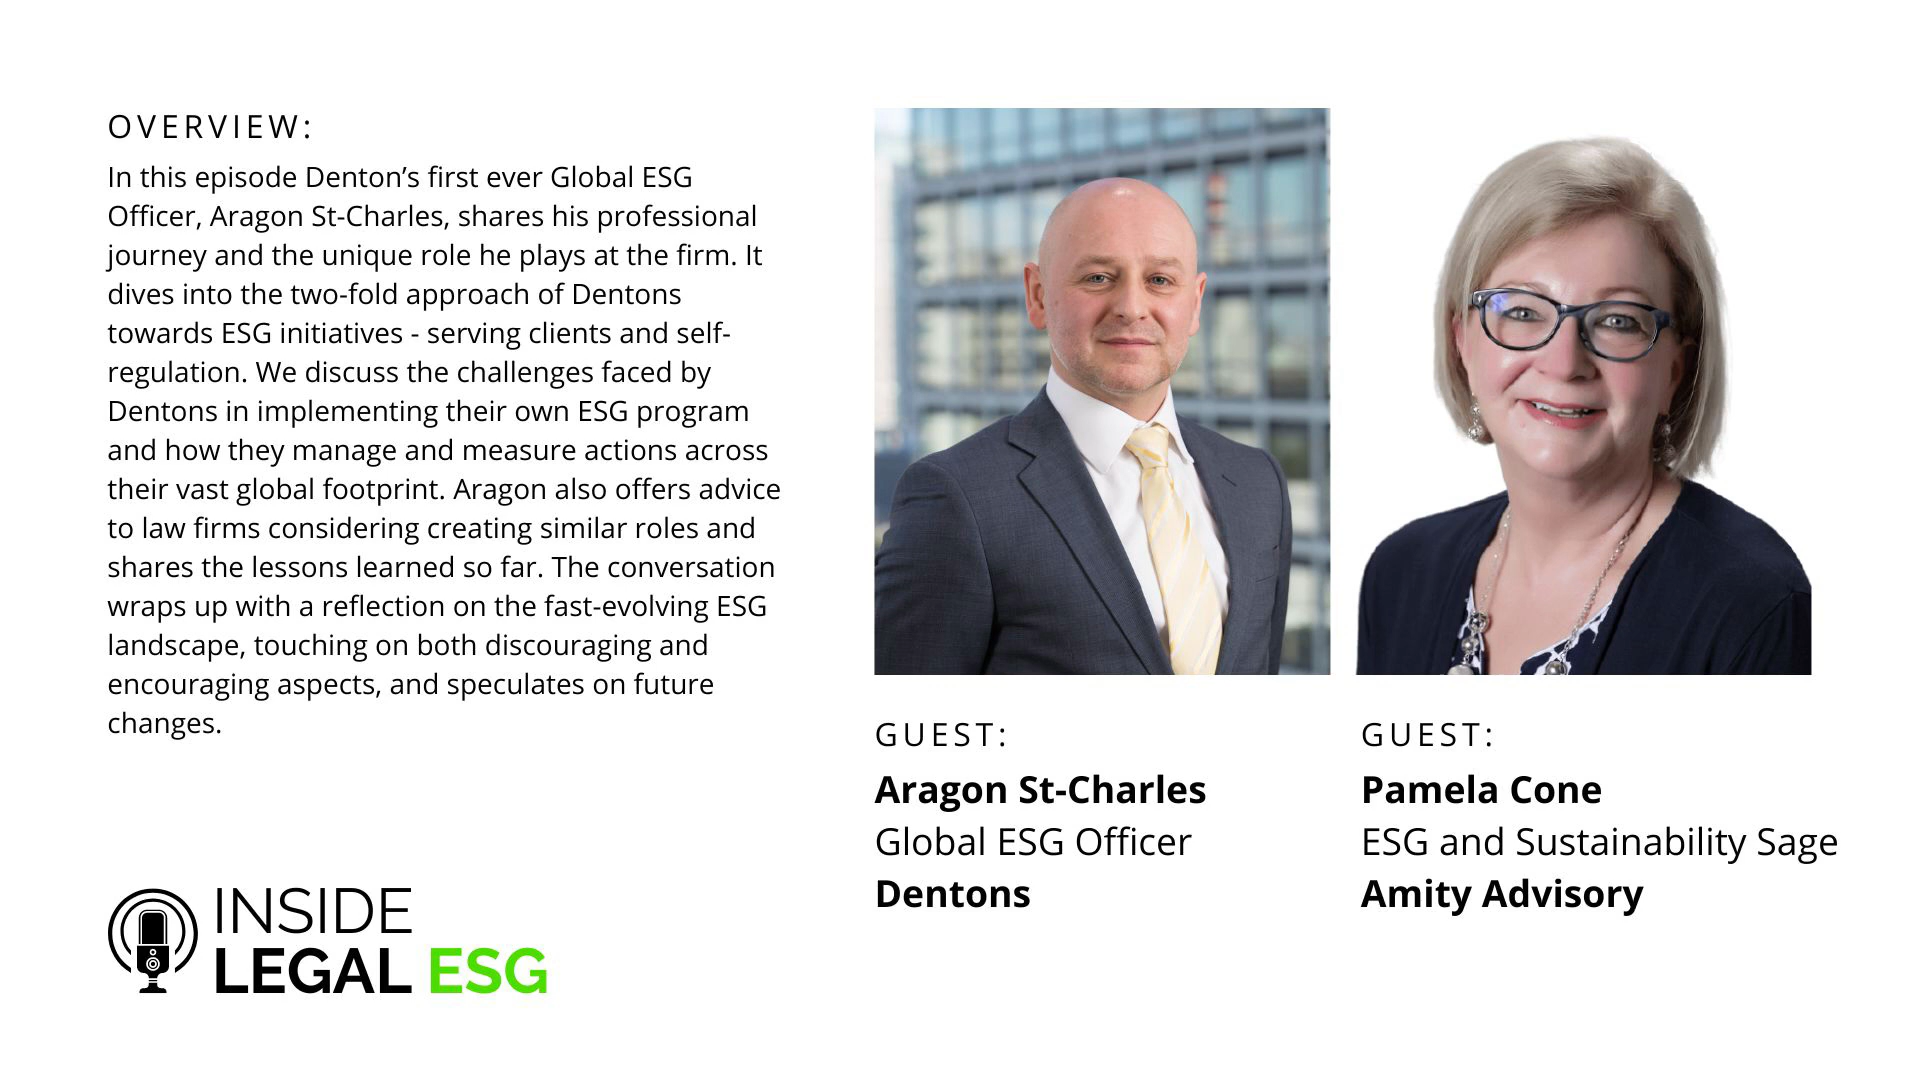 OVERVIEW:
In this episode Denton’s first ever Global ESG
Officer, Aragon St-Charles, shares his professional
journey and the unique role he plays at the firm. It
dives into the two-fold approach of Dentons
towards ESG initiatives - serving clients and self-
regulation. We discuss the challenges faced by
Dentons in implementing their own ESG program
and how they manage and measure actions across
their vast global footprint. Aragon also offers advice
to law firms considering creating similar roles and
shares the lessons learned so far. The conversation
wraps up with a reflection on the fast-evolving ESG
landscape, touching on both discouraging and
encouraging aspects, and speculates on future
changes.
INSIDE
LEGAL ESG
GUEST:
Aragon St-Charles
Global ESG Officer
Dentons
GUEST:
Pamela Cone
ESG and Sustainability Sage
Amity Advisory